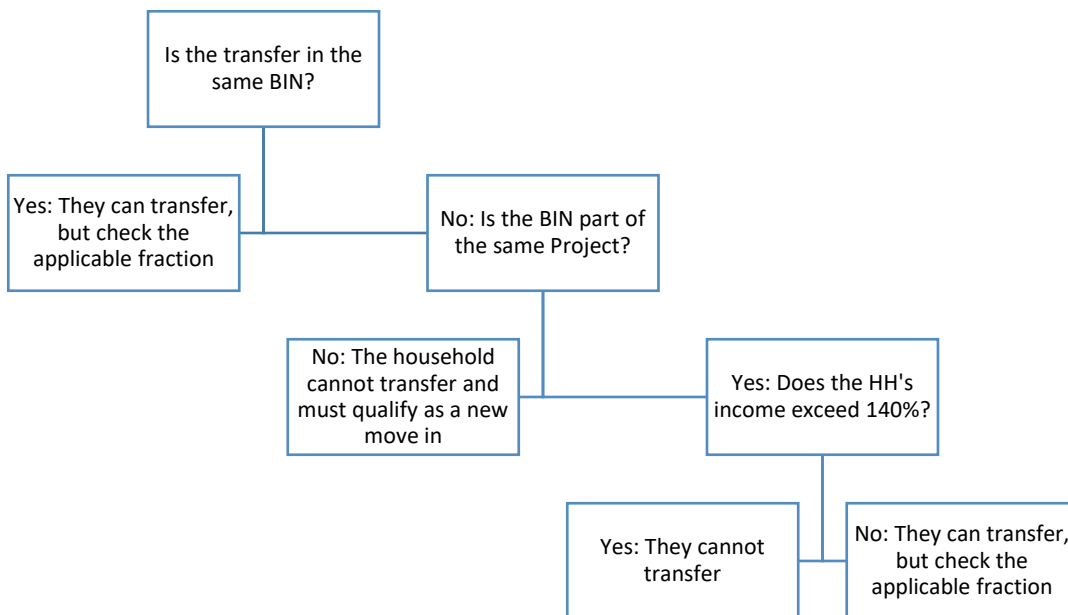 Is the transfer in the
same BIN?
Yes: They can transfer,
but check the
applicable fraction
No: Is the BIN part of
the same Project?
No: The household
cannot transfer and
must qualify as a new
move in
Yes: Does the HH's
income exceed 140%?
Yes: They cannot
transfer
No: They can transfer,
but check the
applicable fraction